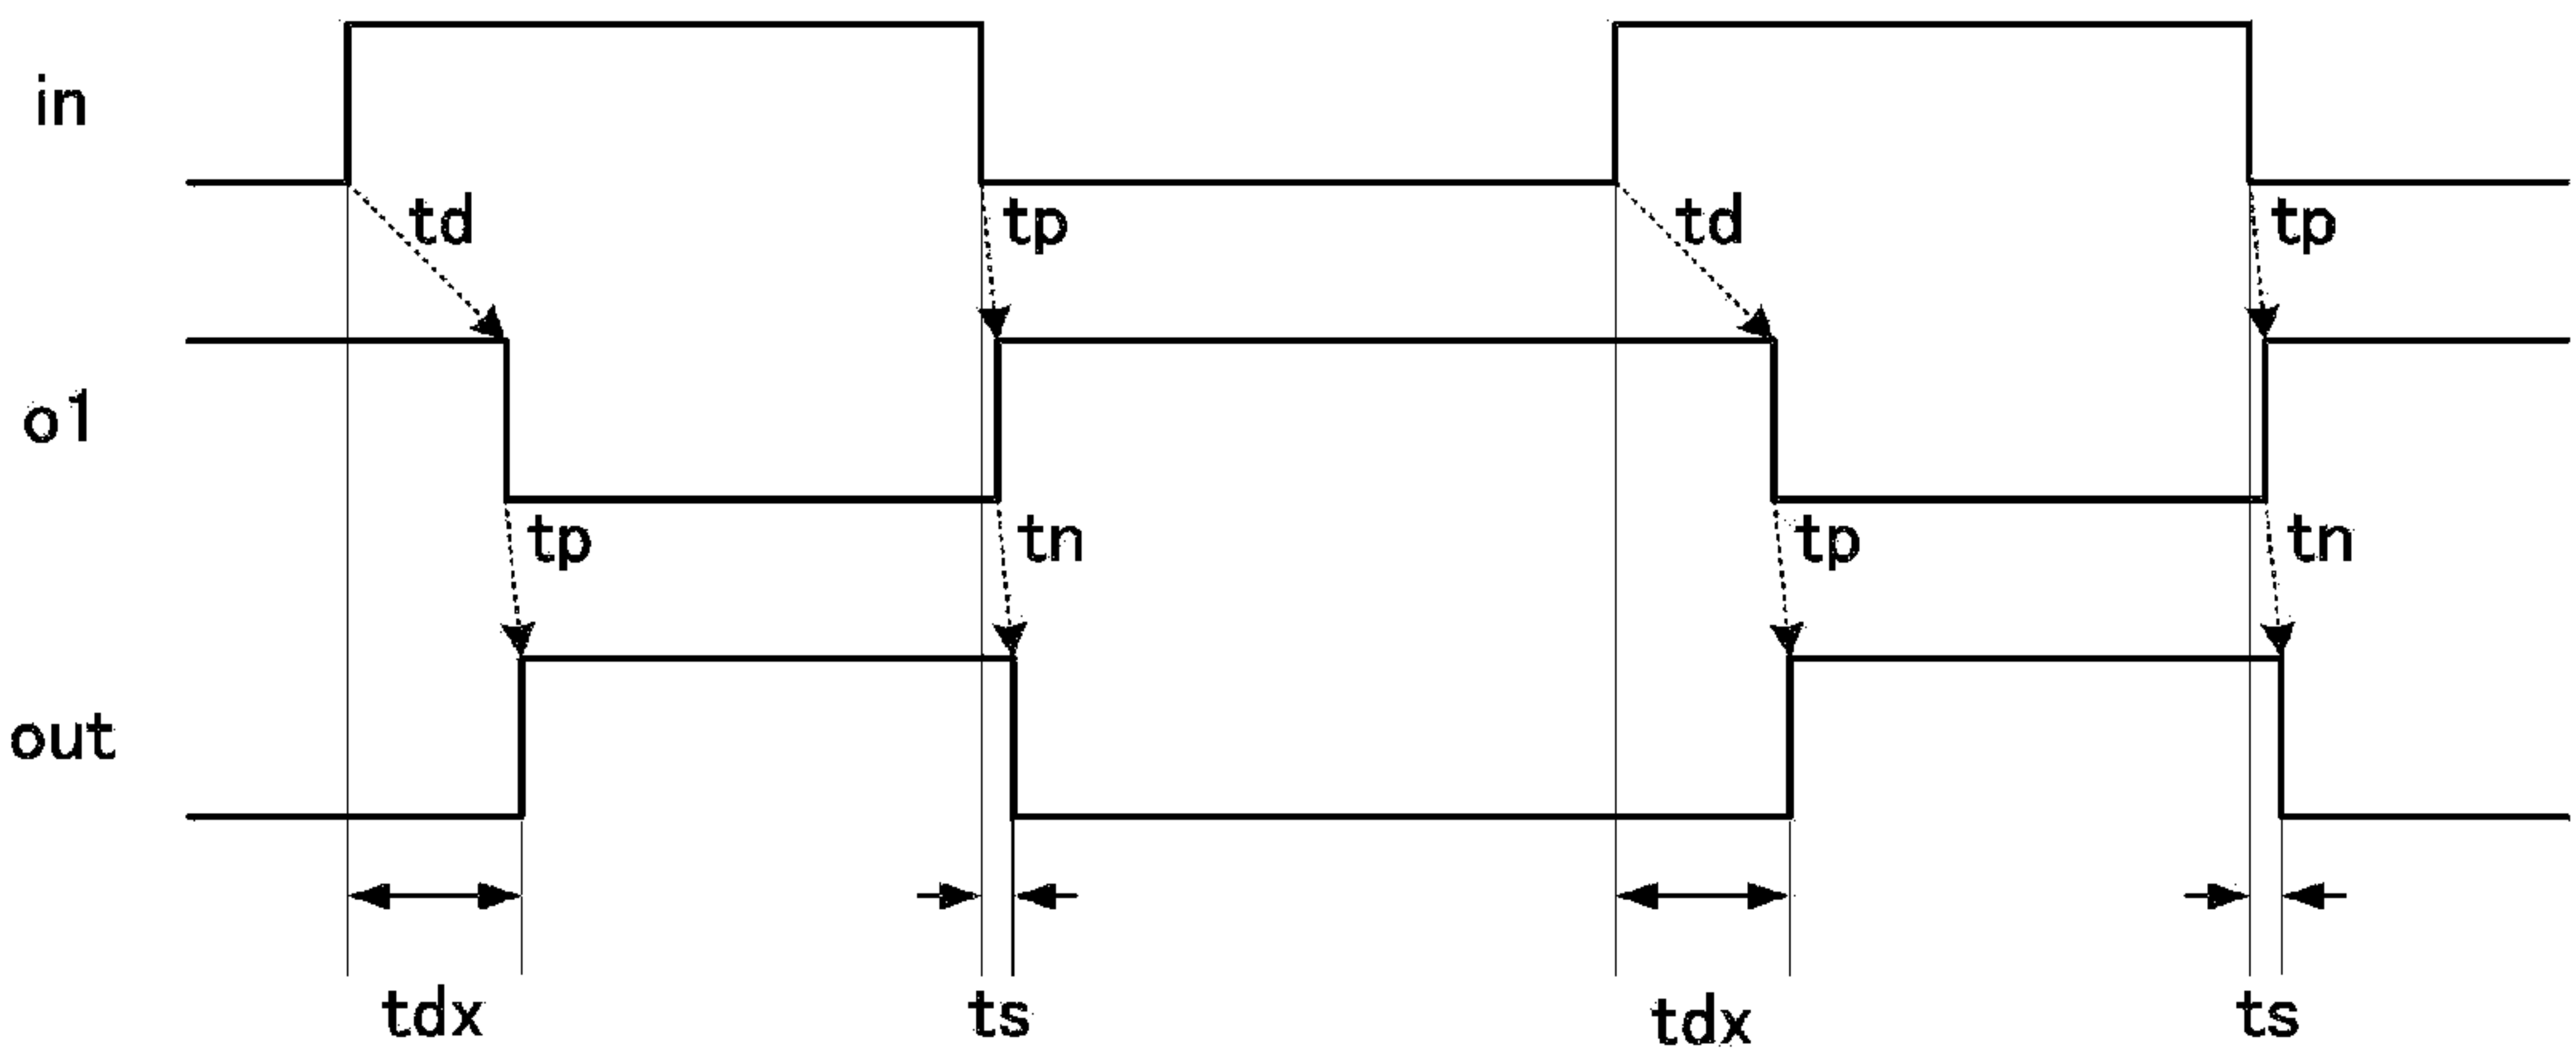 in
td tp td tp
o1
tp tn tp tn
out
tdx ts tdx ts